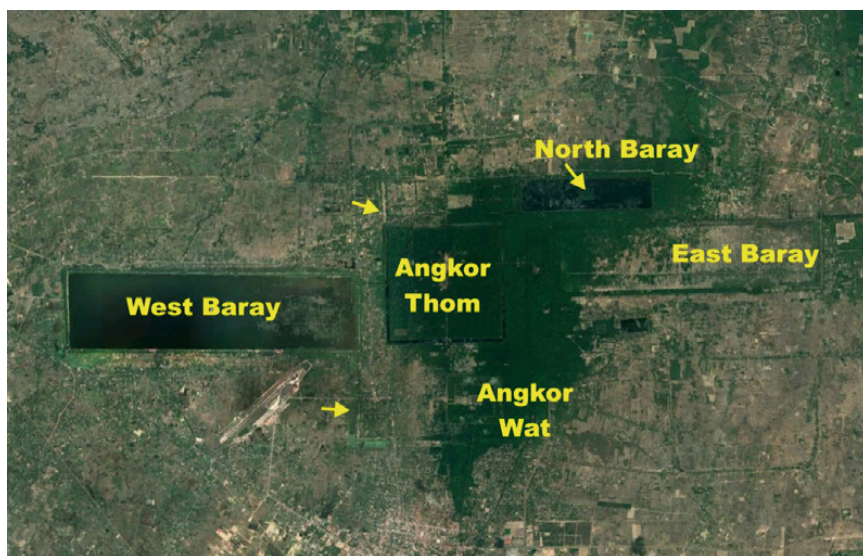 North Baray
East Baray
Angkor
Thom
West Baray
Angkor
Wat